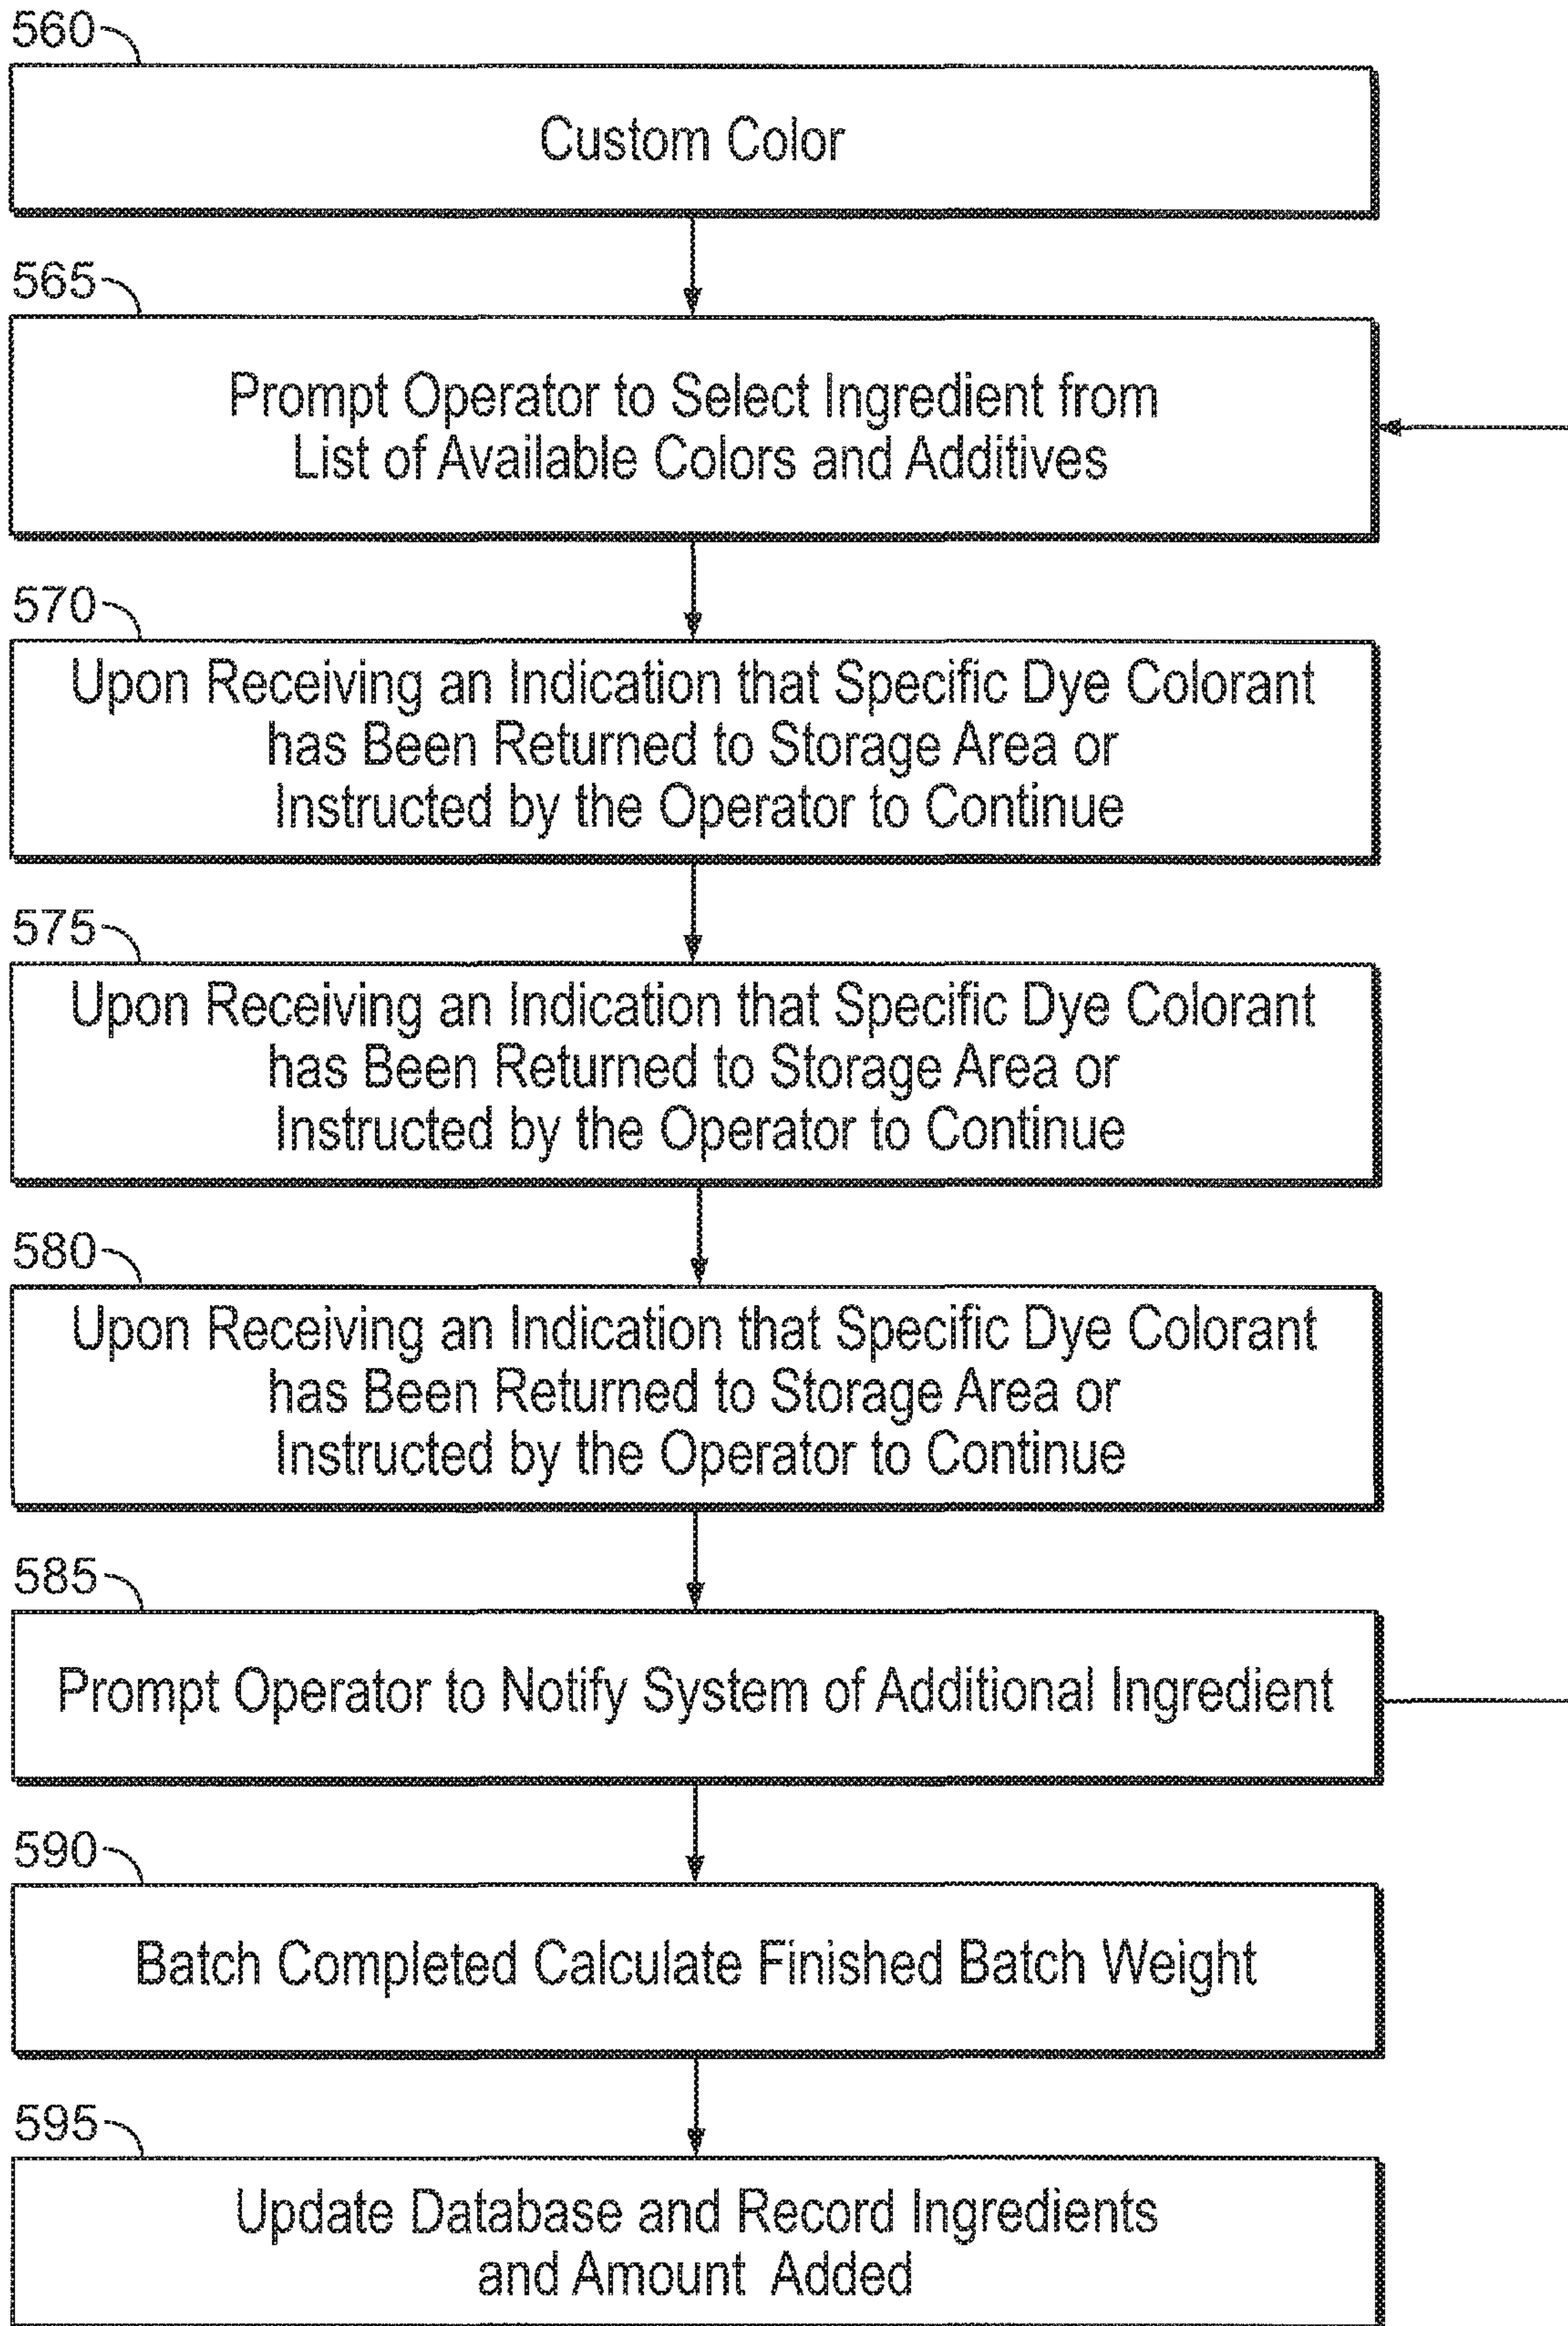 560
Custom Color
565
Prompt Operator to Select Ingredient from
List of Available Colors and Additives
570
Upon Receiving an Indication that Specific Dye Colorant
has Been Returned to Storage Area or
Instructed by the Operator to Continue
575
Upon Receiving an Indication that Specific Dye Colorant
has Been Returned to Storage Area or
Instructed by the Operator to Continue
580
Upon Receiving an Indication that Specific Dye Colorant
has Been Returned to Storage Area or
Instructed by the Operator to Continue
585
Prompt Operator to Notify System of Additional Ingredient
590
Batch Completed Calculate Finished Batch Weight
595
Update Database and Record Ingredients
and Amount Added